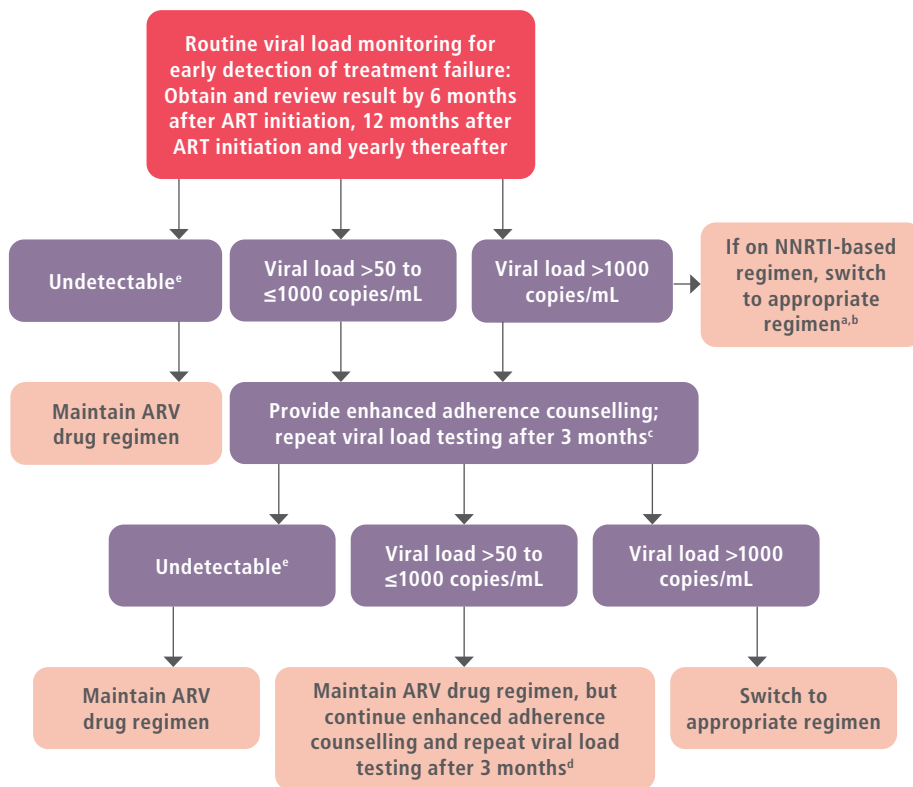 Routine viral load monitoring for
early detection of treatment failure:
Obtain and review result by 6 months
after ART initiation, 12 months after
ART initiation and yearly thereafter
Undetectableᵉ
Viral load >50 to
≤1000 copies/mL
Viral load >1000
copies/mL
If on NNRTI-based
regimen, switch
to appropriate
regimenᵃ,ᵇ
Maintain ARV
drug regimen
Provide enhanced adherence counselling;
repeat viral load testing after 3 monthsᶜ
Undetectableᵉ
Viral load >50 to
≤1000 copies/mL
Viral load >1000
copies/mL
Maintain ARV
drug regimen
Maintain ARV drug regimen, but
continue enhanced adherence
counselling and repeat viral load
testing after 3 monthsᵈ
Switch to
appropriate regimen